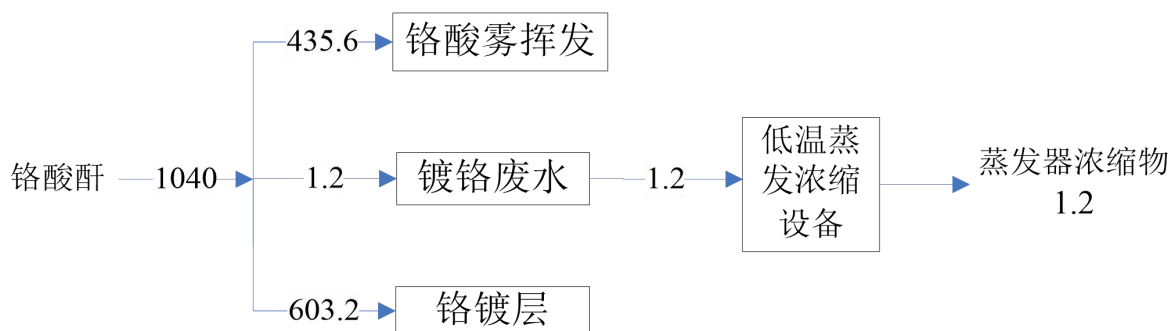 435.6
铬酸雾挥发
铬酸酐
1040
1.2
镀铬废水
1.2
低温蒸
发浓缩
设备
蒸发器浓缩物
1.2
603.2
铬镀层